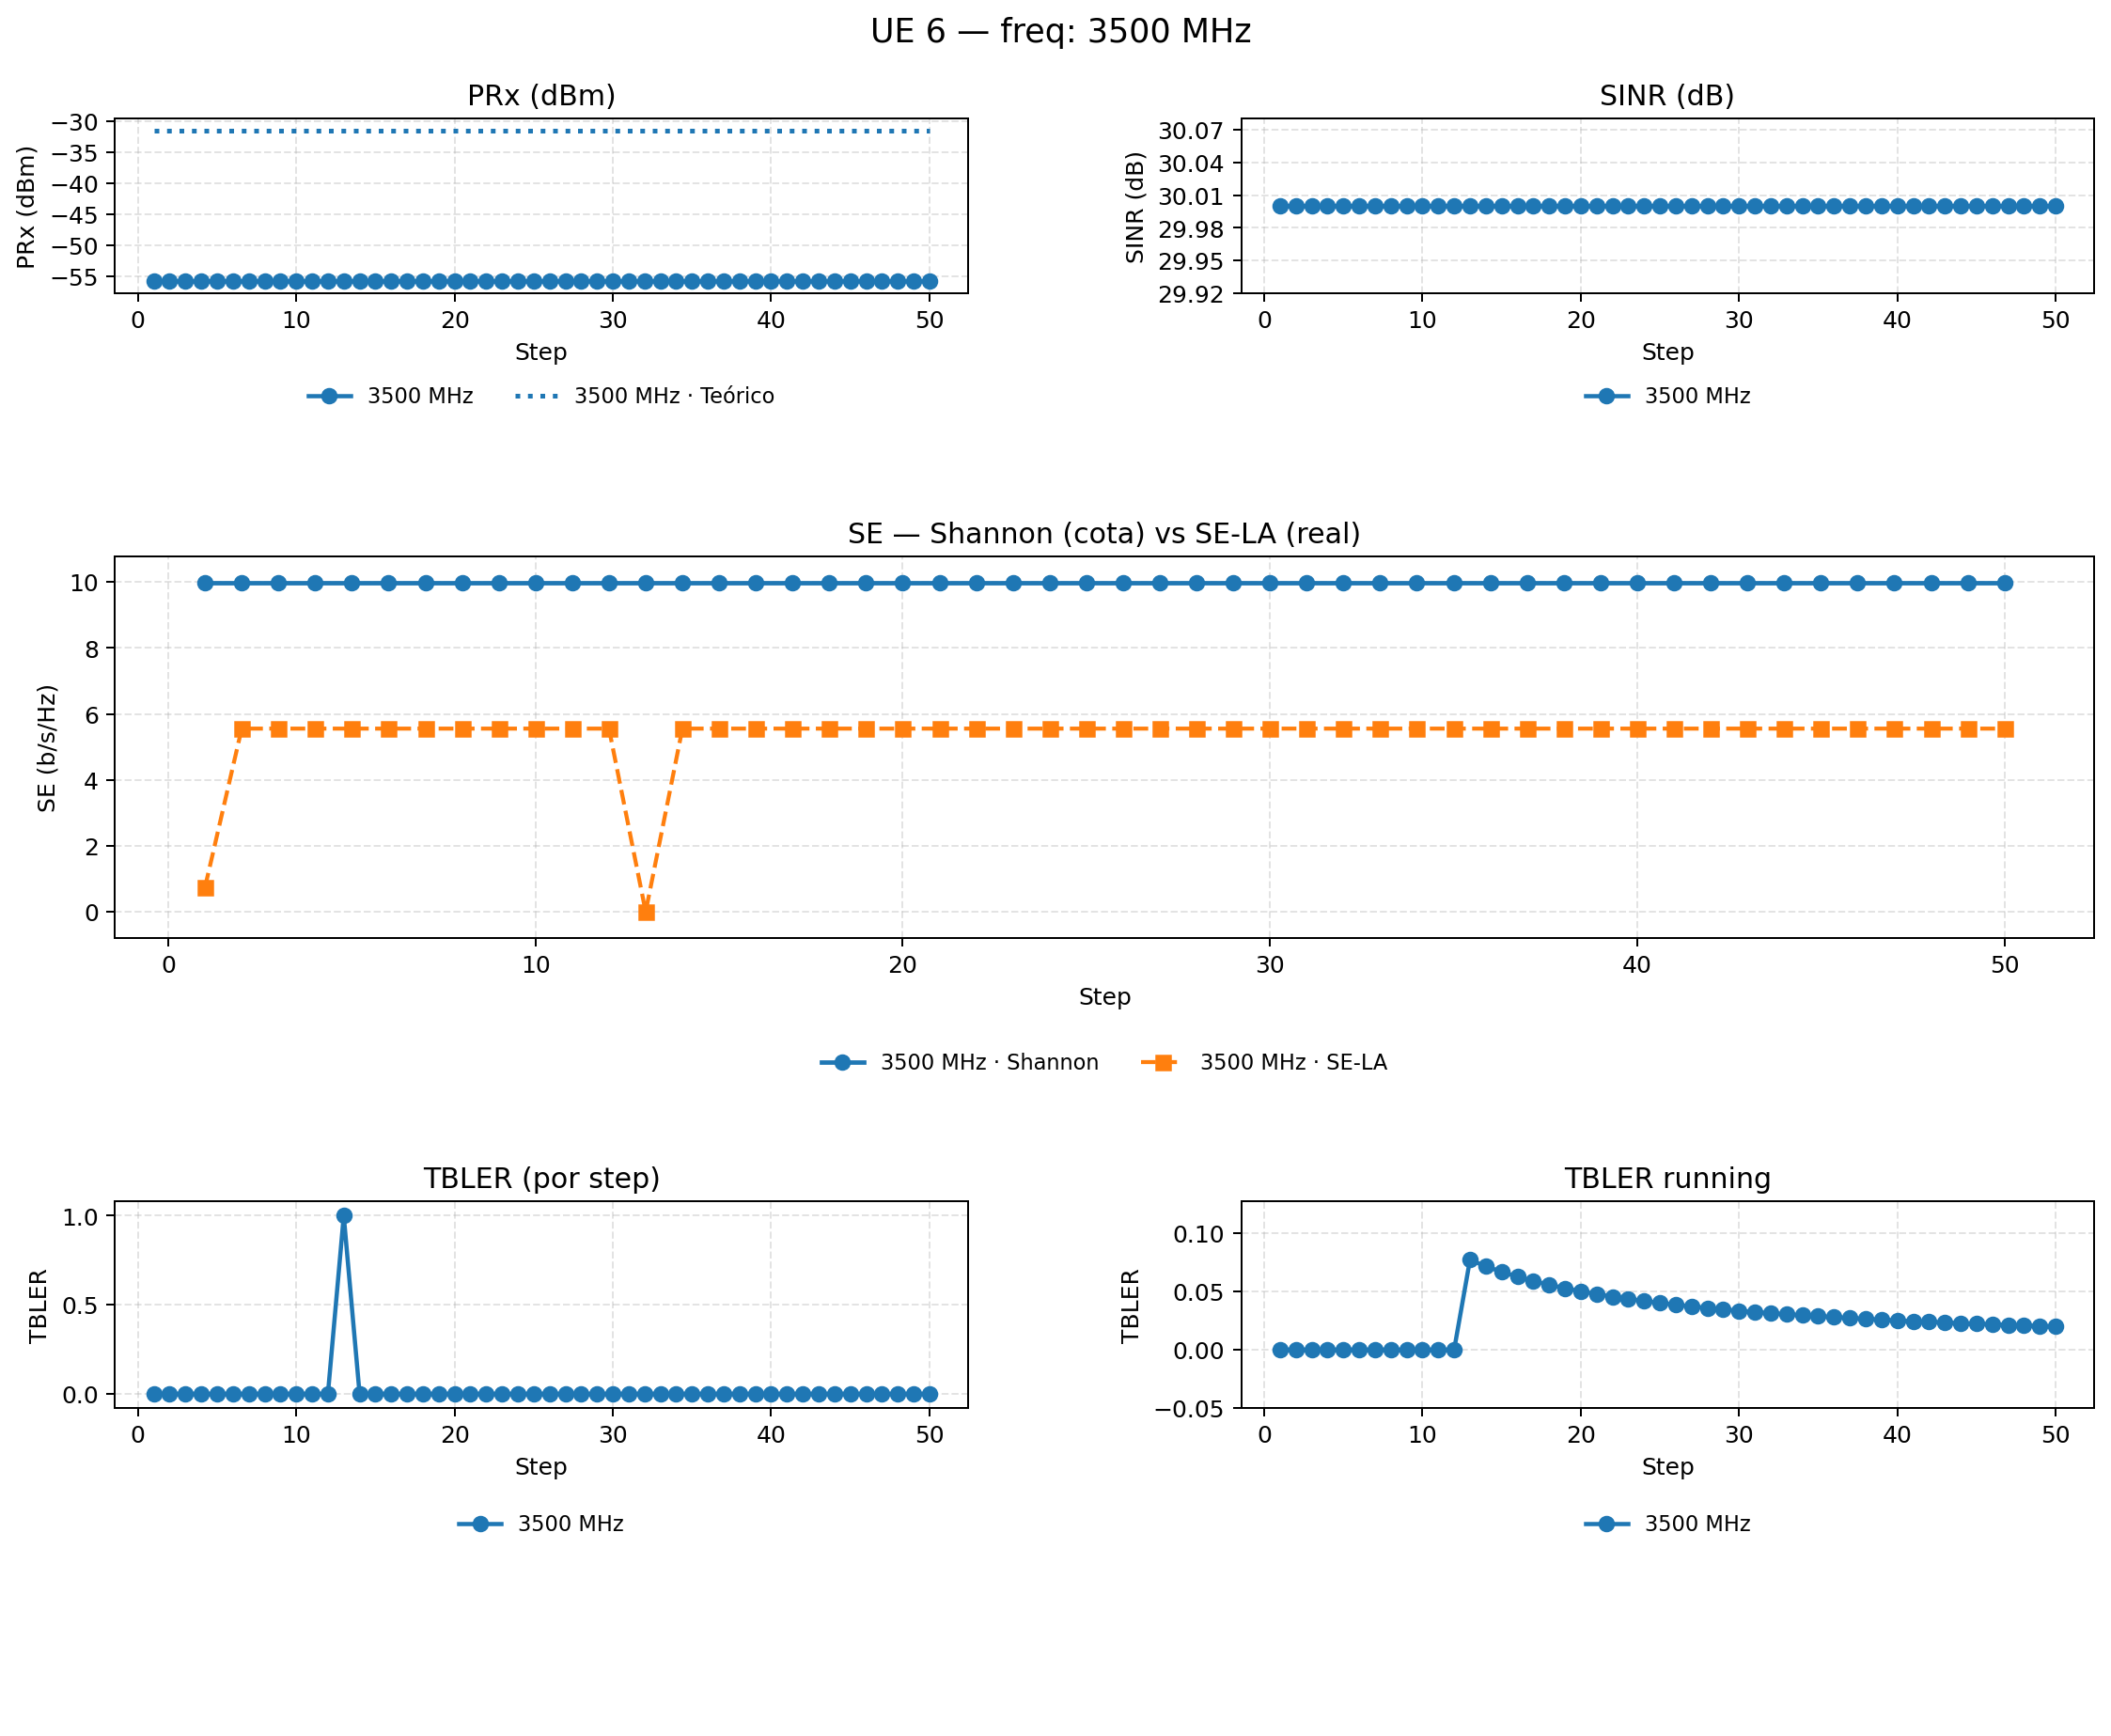 UE 6 — freq: 3500 MHz
PRx (dBm)
PRx (dBm)
−30
−35
−40
−45
−50
−55
0 10 20 30 40 50
Step
3500 MHz 3500 MHz · Teórico
SINR (dB)
SINR (dB)
30.07
30.04
30.01
29.98
29.95
29.92
0 10 20 30 40 50
Step
3500 MHz
SE — Shannon (cota) vs SE-LA (real)
SE (b/s/Hz)
10
8
6
4
2
0
0 10 20 30 40 50
Step
3500 MHz · Shannon 3500 MHz · SE-LA
TBLER (por step)
TBLER
1.0
0.5
0.0
0 10 20 30 40 50
Step
3500 MHz
TBLER running
TBLER
0.10
0.05
0.00
−0.05
0 10 20 30 40 50
Step
3500 MHz